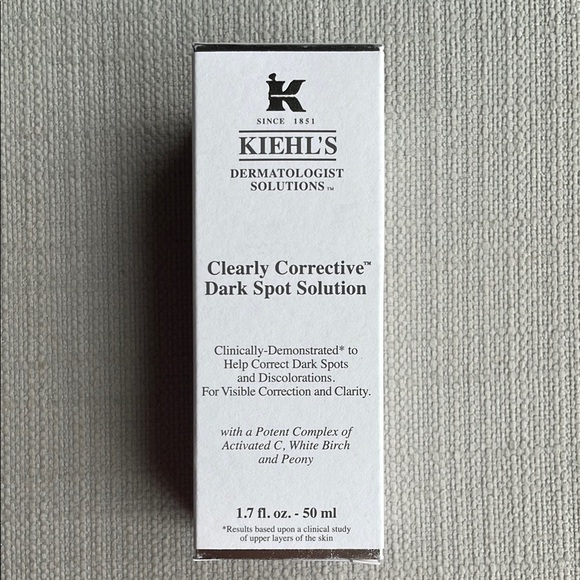 K
SINCE 1851
KIEHL'S
DERMATOLOGIST
SOLUTIONS™
Clearly Corrective™
Dark Spot Solution
Clinically-Demonstrated* to
Help Correct Dark Spots
and Discolorations.
For Visible Correction and Clarity.
with a Potent Complex of
Activated C, White Birch
and Peony
1.7 fl. oz. - 50 ml
*Results based upon a clinical study
of upper layers of the skin